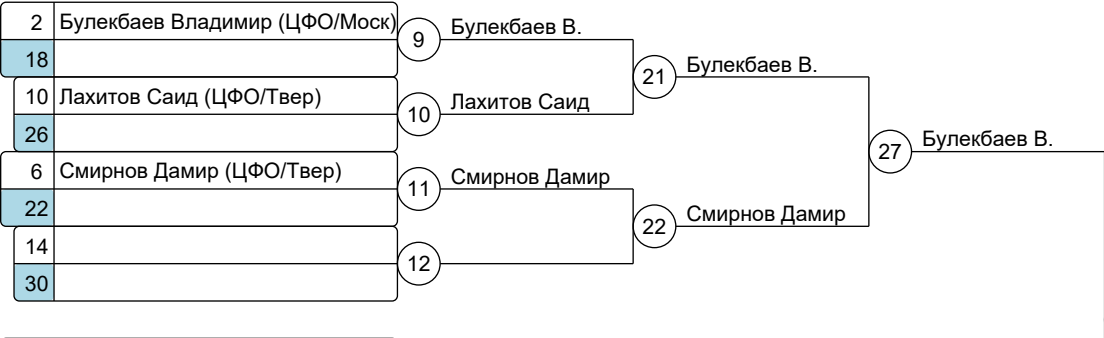 2 Булекбаев Владимир (ЦФО/Моск)
9 Булекбаев В.
18
21 Булекбаев В.
10 Лахитов Саид (ЦФО/Твер)
10 Лахитов Саид
26
27 Булекбаев В.
6 Смирнов Дамир (ЦФО/Твер)
11 Смирнов Дамир
22
22 Смирнов Дамир
14
12
30